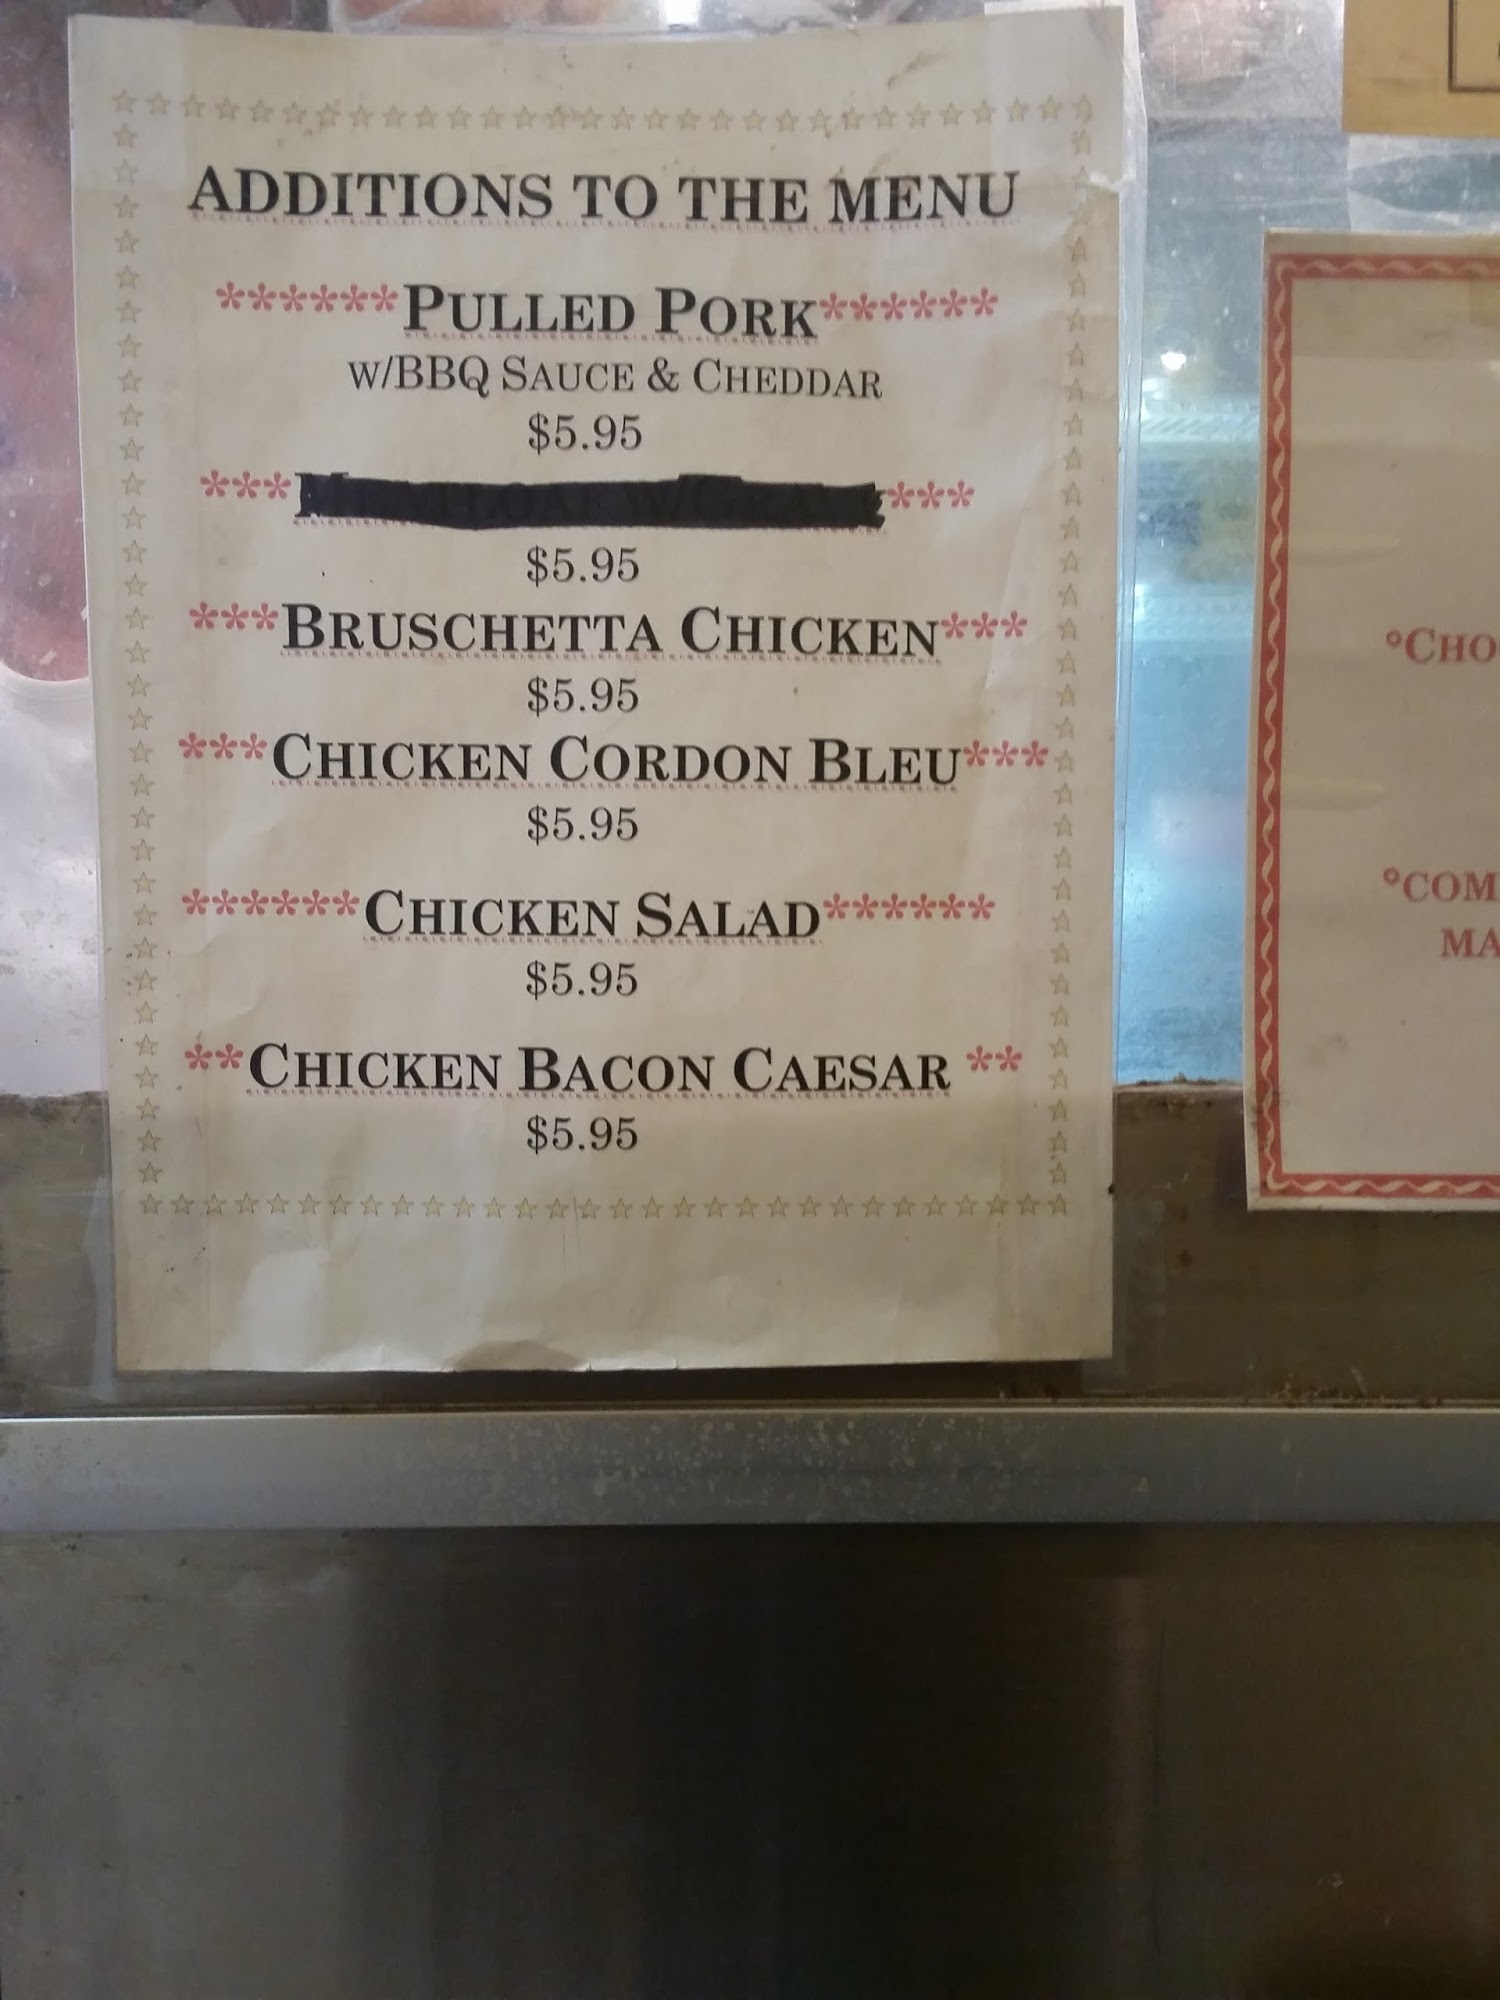 ADDITIONS TO THE MENU
******PULLED PORK******
W/BBQ SAUCE & CHEDDAR
$5.95
*** ***
$5.95
***BRUSCHETTA CHICKEN***
$5.95
***CHICKEN CORDON BLEU***
$5.95
******CHICKEN SALAD******
$5.95
**CHICKEN BACON CAESAR **
$5.95
°CHO
°COM
MA